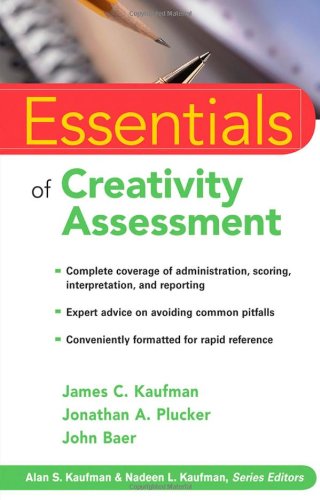 Essentials
of Creativity
Assessment
Complete coverage of administration, scoring,
interpretation, and reporting
Expert advice on avoiding common pitfalls
Conveniently formatted for rapid reference
James C. Kaufman
Jonathan A. Plucker
John Baer
Alan S. Kaufman & Nadeen L. Kaufman, Series Editors